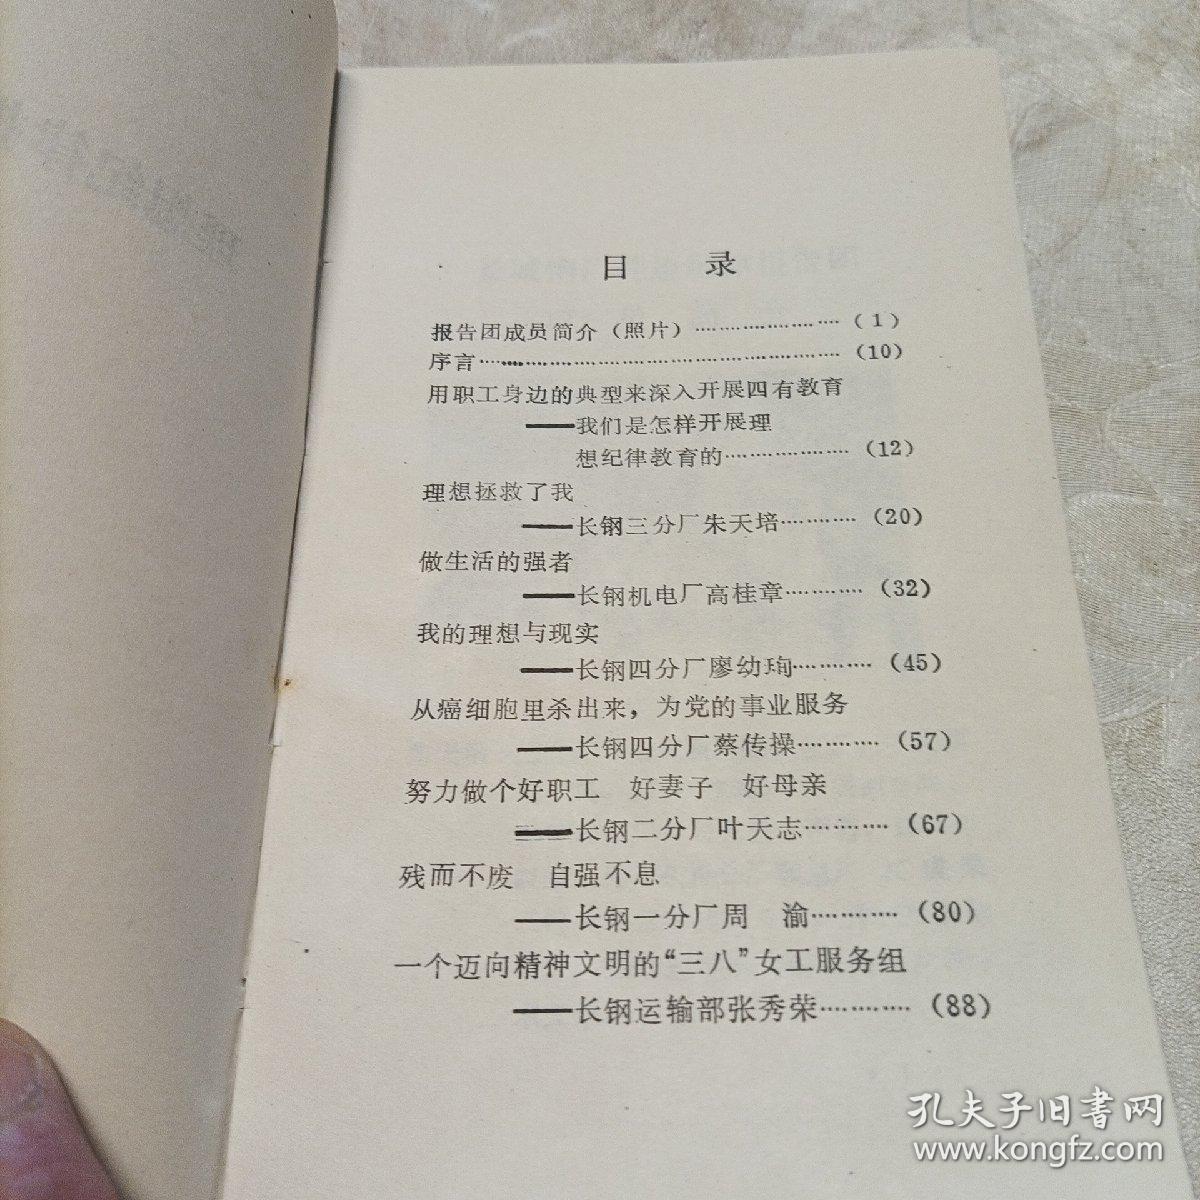 目　　录
报告团成员简介（照片）…………………（1）
序言……………………………………（10）
用职工身边的典型来深入开展四有教育
——我们是怎样开展理
想纪律教育的…………………（12）
理想拯救了我
——长钢三分厂朱天培…………（20）
做生活的强者
——长钢机电厂高桂章…………（32）
我的理想与现实
——长钢四分厂廖幼珣…………（45）
从癌细胞里杀出来，为党的事业服务
——长钢四分厂蔡传操…………（57）
努力做个好职工　好妻子　好母亲
——长钢二分厂叶天志…………（67）
残而不废　自强不息
——长钢一分厂周　渝…………（80）
一个迈向精神文明的“三八”女工服务组
——长钢运输部张秀荣…………（88）
孔夫子旧書网
www.kongfz.com